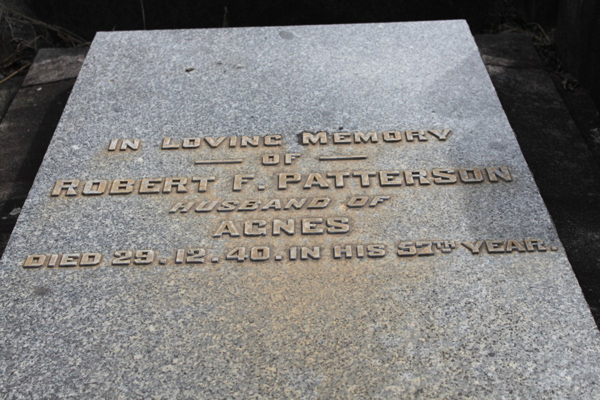 IN LOVING MEMORY
OF
ROBERT F. PATTERSON
HUSBAND OF
AGNES
DIED 29.12.40. IN HIS 57TH YEAR.